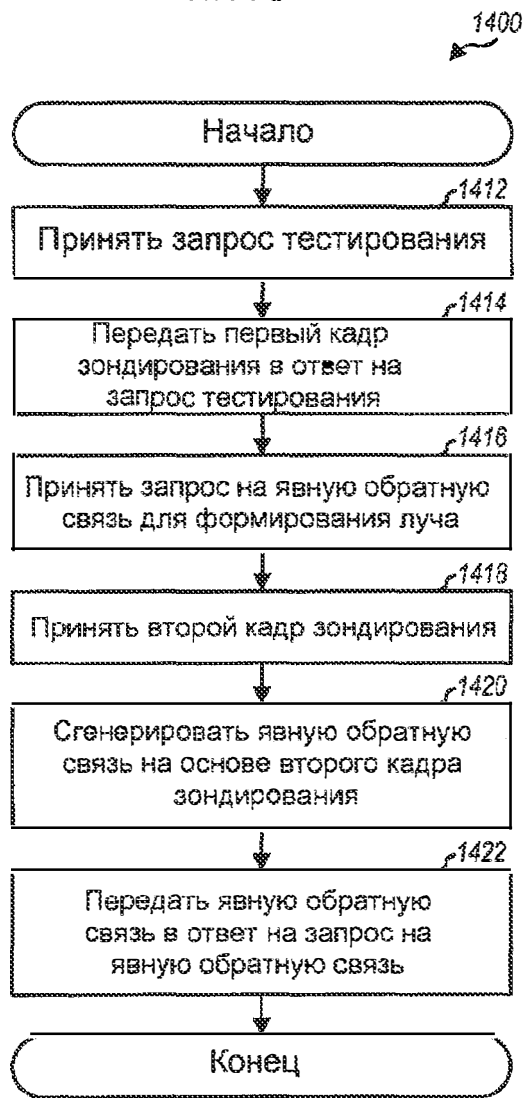 1400
Начало
1412
Принять запрос тестирования
1414
Передать первый кадр
зондирования в ответ на
запрос тестирования
1416
Принять запрос на явную обратную
связь для формирования луча
1418
Принять второй кадр зондирования
1420
Сгенерировать явную обратную
связь на основе второго кадра
зондирования
1422
Передать явную обратную
связь в ответ на запрос на
явную обратную связь
Конец